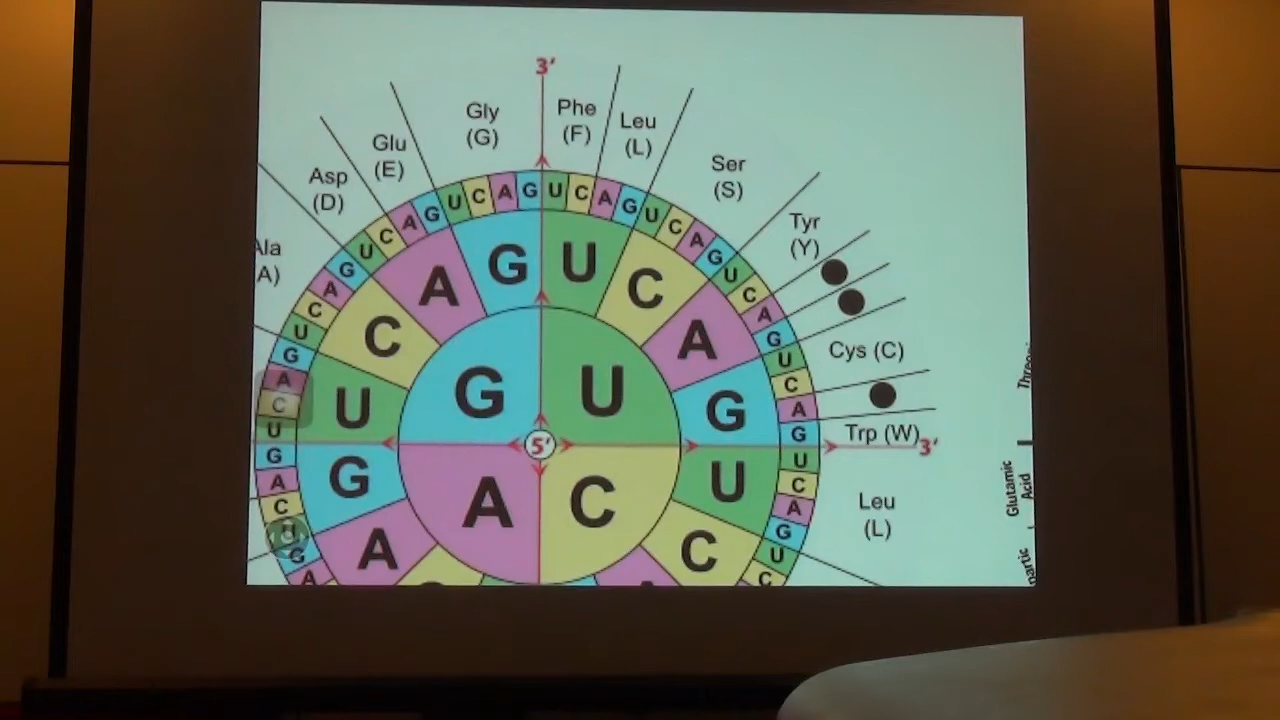 3'
Gly
(G)
Phe
(F)
Leu
(L)
Glu
(E)
Ser
(S)
Asp
(D)
Tyr
(Y)
Ala
A)
Cys (C)
Trp (W)
3'
Leu
(L)
5'
G U
A C
U C A G U C A G
U C A G U C
G A
U C A G U C A G U C A G U C A G
U C A G U C A G U C A G U C A G
U C A G U C
G A C U G A C U G A
Glutamic
Acid